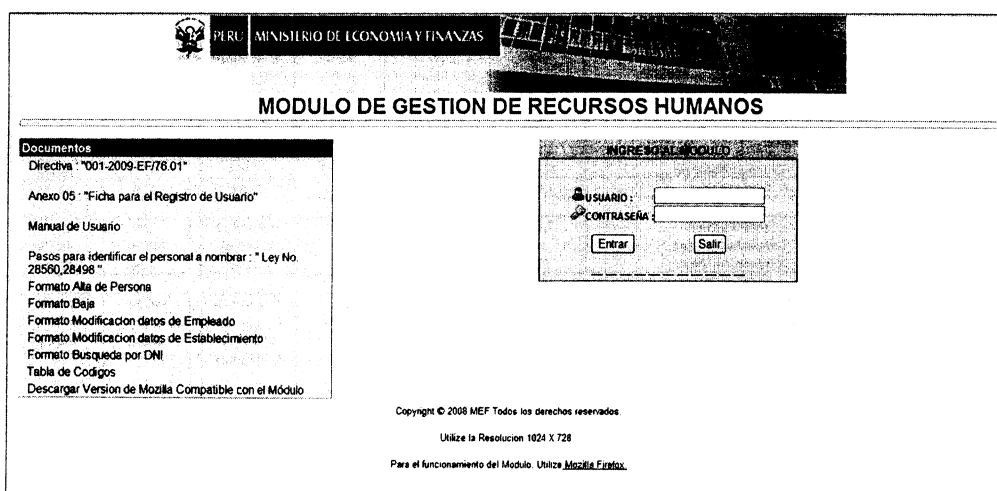 PERÚ MINISTERIO DE ECONOMIA Y FINANZAS
MODULO DE GESTION DE RECURSOS HUMANOS
Documentos
Directiva : "001-2009-EF/76.01"
Anexo 05 : "Ficha para el Registro de Usuario"
Manual de Usuario
Pasos para identificar el personal a nombrar : " Ley No.
28560,28498 "
Formato Alta de Persona
Formato Baja
Formato Modificacion datos de Empleado
Formato Modificacion datos de Establecimiento
Formato Busqueda por DNI
Tabla de Codigos
Descargar Version de Mozilla Compatible con el Módulo
INGRESO AL MODULO
USUARIO :
CONTRASEÑA :
Entrar Salir
Copyright © 2008 MEF Todos los derechos reservados.
Utilize la Resolucion 1024 X 728
Para el funcionamiento del Modulo. Utilize Mozilla Firefox.